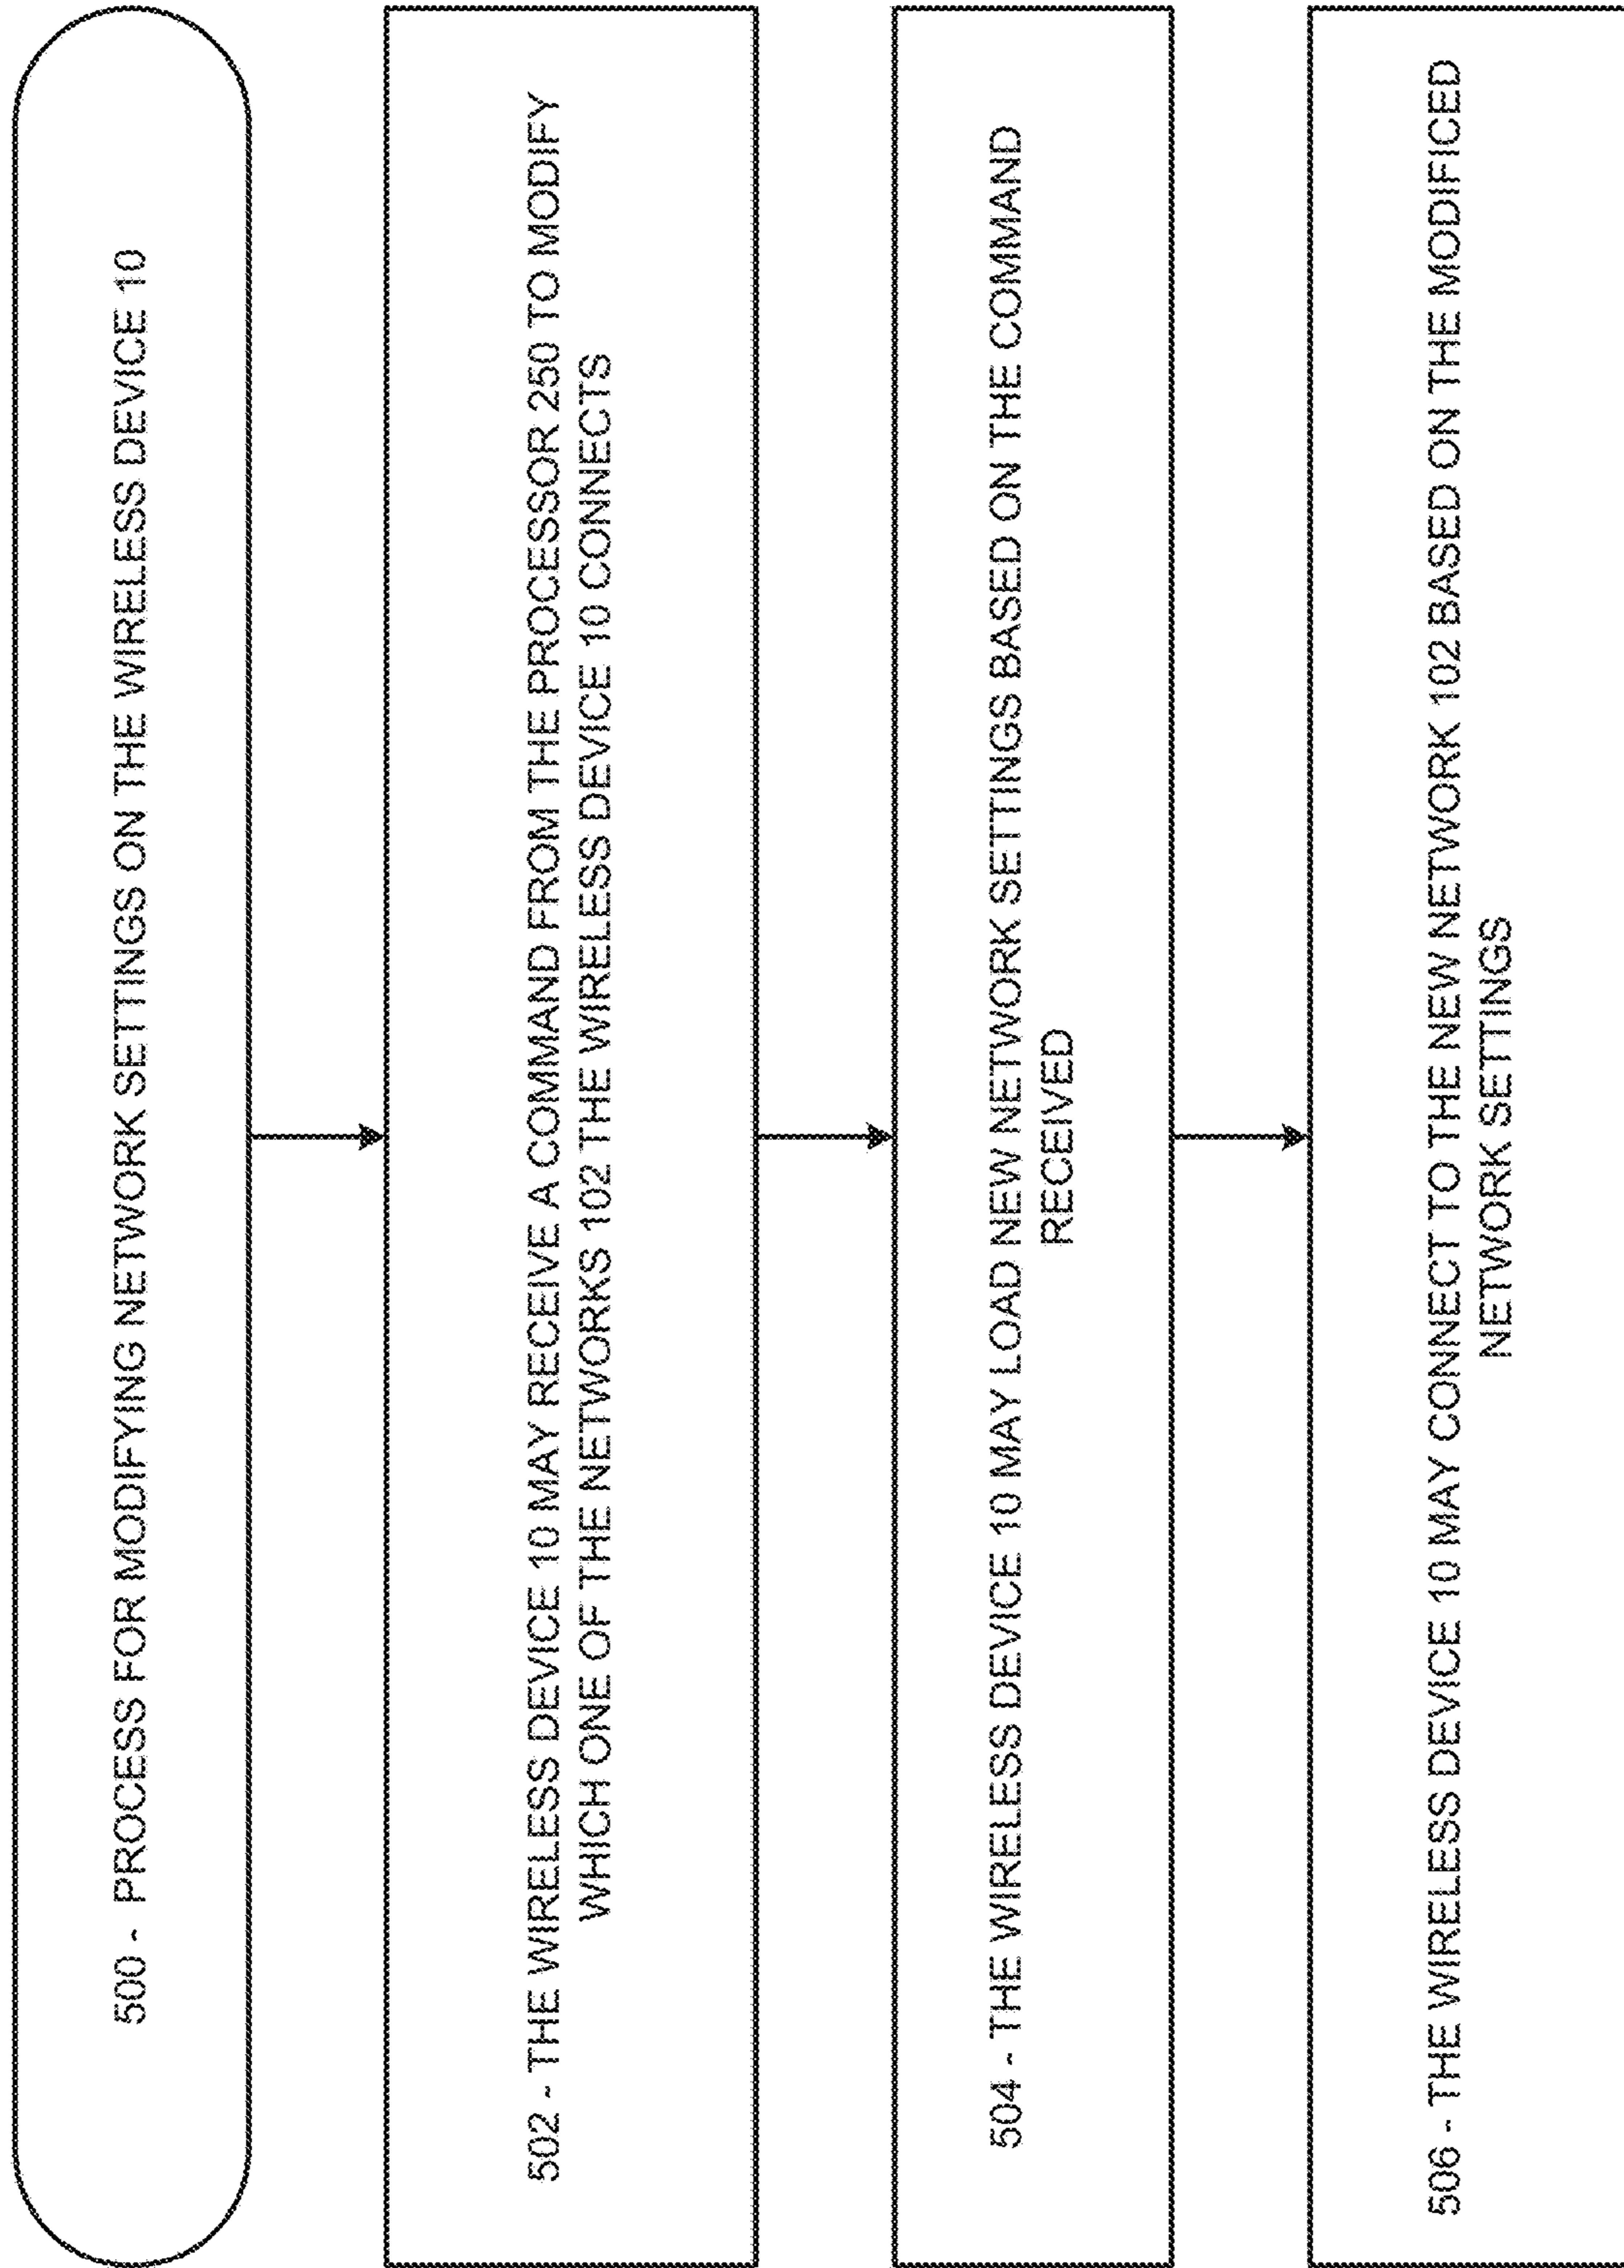 500 - PROCESS FOR MODIFYING NETWORK SETTINGS ON THE WIRELESS DEVICE 10
502 - THE WIRELESS DEVICE 10 MAY RECEIVE A COMMAND FROM THE PROCESSOR 250 TO MODIFY
WHICH ONE OF THE NETWORKS 102 THE WIRELESS DEVICE 10 CONNECTS
504 - THE WIRELESS DEVICE 10 MAY LOAD NEW NETWORK SETTINGS BASED ON THE COMMAND
RECEIVED
506 - THE WIRELESS DEVICE 10 MAY CONNECT TO THE NEW NETWORK 102 BASED ON THE MODIFICED
NETWORK SETTINGS